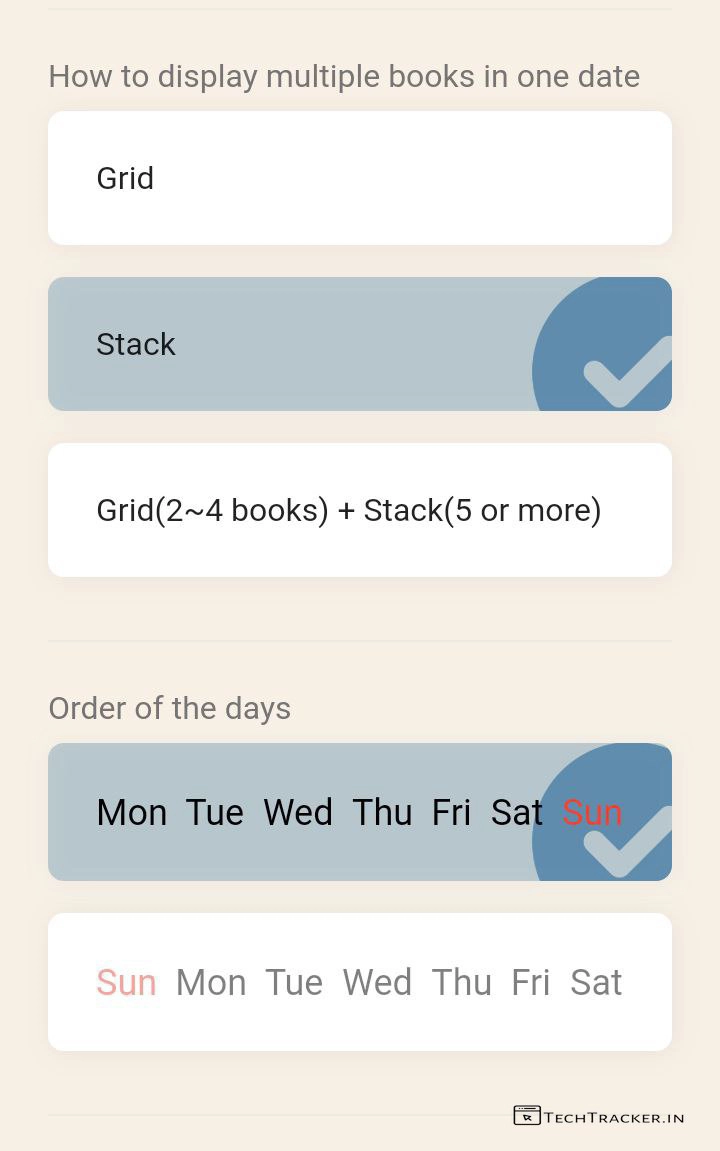 How to display multiple books in one date
Grid
Stack
Grid(2~4 books) + Stack(5 or more)
Order of the days
Mon Tue Wed Thu Fri Sat Sun
Sun Mon Tue Wed Thu Fri Sat
TECHTRACKER.IN